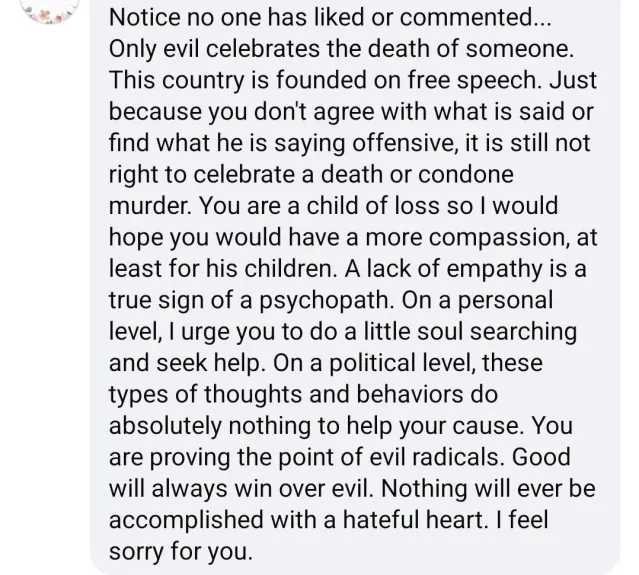 Notice no one has liked or commented...
Only evil celebrates the death of someone.
This country is founded on free speech. Just
because you don't agree with what is said or
find what he is saying offensive, it is still not
right to celebrate a death or condone
murder. You are a child of loss so I would
hope you would have a more compassion, at
least for his children. A lack of empathy is a
true sign of a psychopath. On a personal
level, I urge you to do a little soul searching
and seek help. On a political level, these
types of thoughts and behaviors do
absolutely nothing to help your cause. You
are proving the point of evil radicals. Good
will always win over evil. Nothing will ever be
accomplished with a hateful heart. I feel
sorry for you.